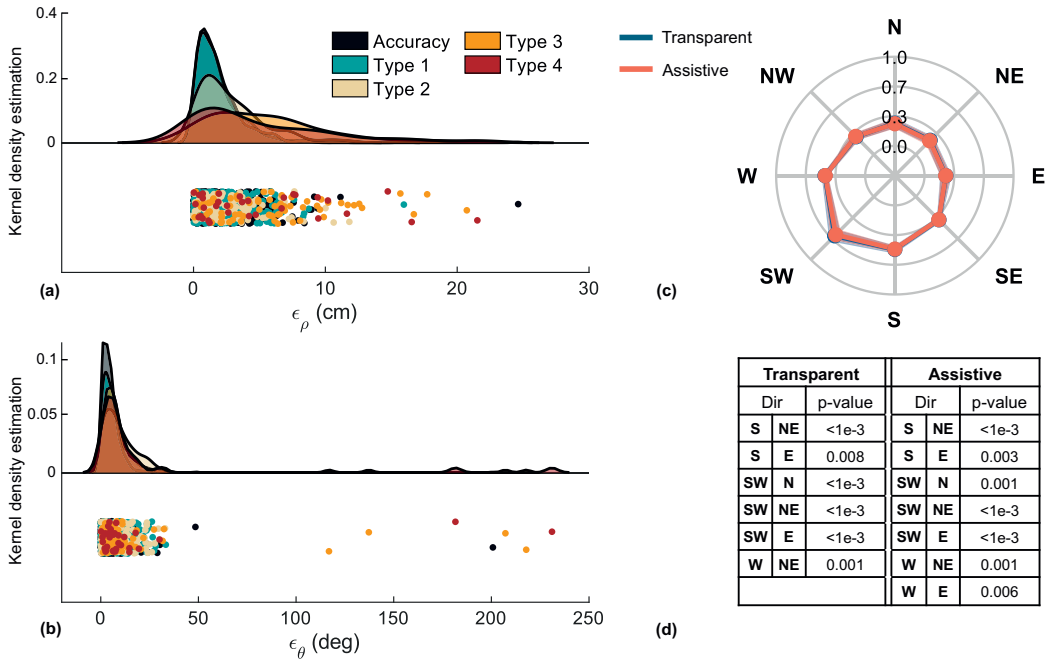 0.4
0.2
0
Kernel density estimation
Accuracy
Type 1
Type 2
Type 3
Type 4
0
10
20
30
(a)
ϵρ (cm)
0.1
0.05
0
Kernel density estimation
0
50
100
150
200
250
(b)
ϵθ (deg)
Transparent
Assistive
N
NE
E
SE
S
SW
W
NW
1.0
0.7
0.3
0.0
(c)
Transparent Assistive
Dir p-value Dir p-value
S NE <1e-3 S NE <1e-3
S E 0.008 S E 0.003
SW N <1e-3 SW N 0.001
SW NE <1e-3 SW NE <1e-3
SW E <1e-3 SW E <1e-3
W NE 0.001 W NE 0.001
W E 0.006
(d)